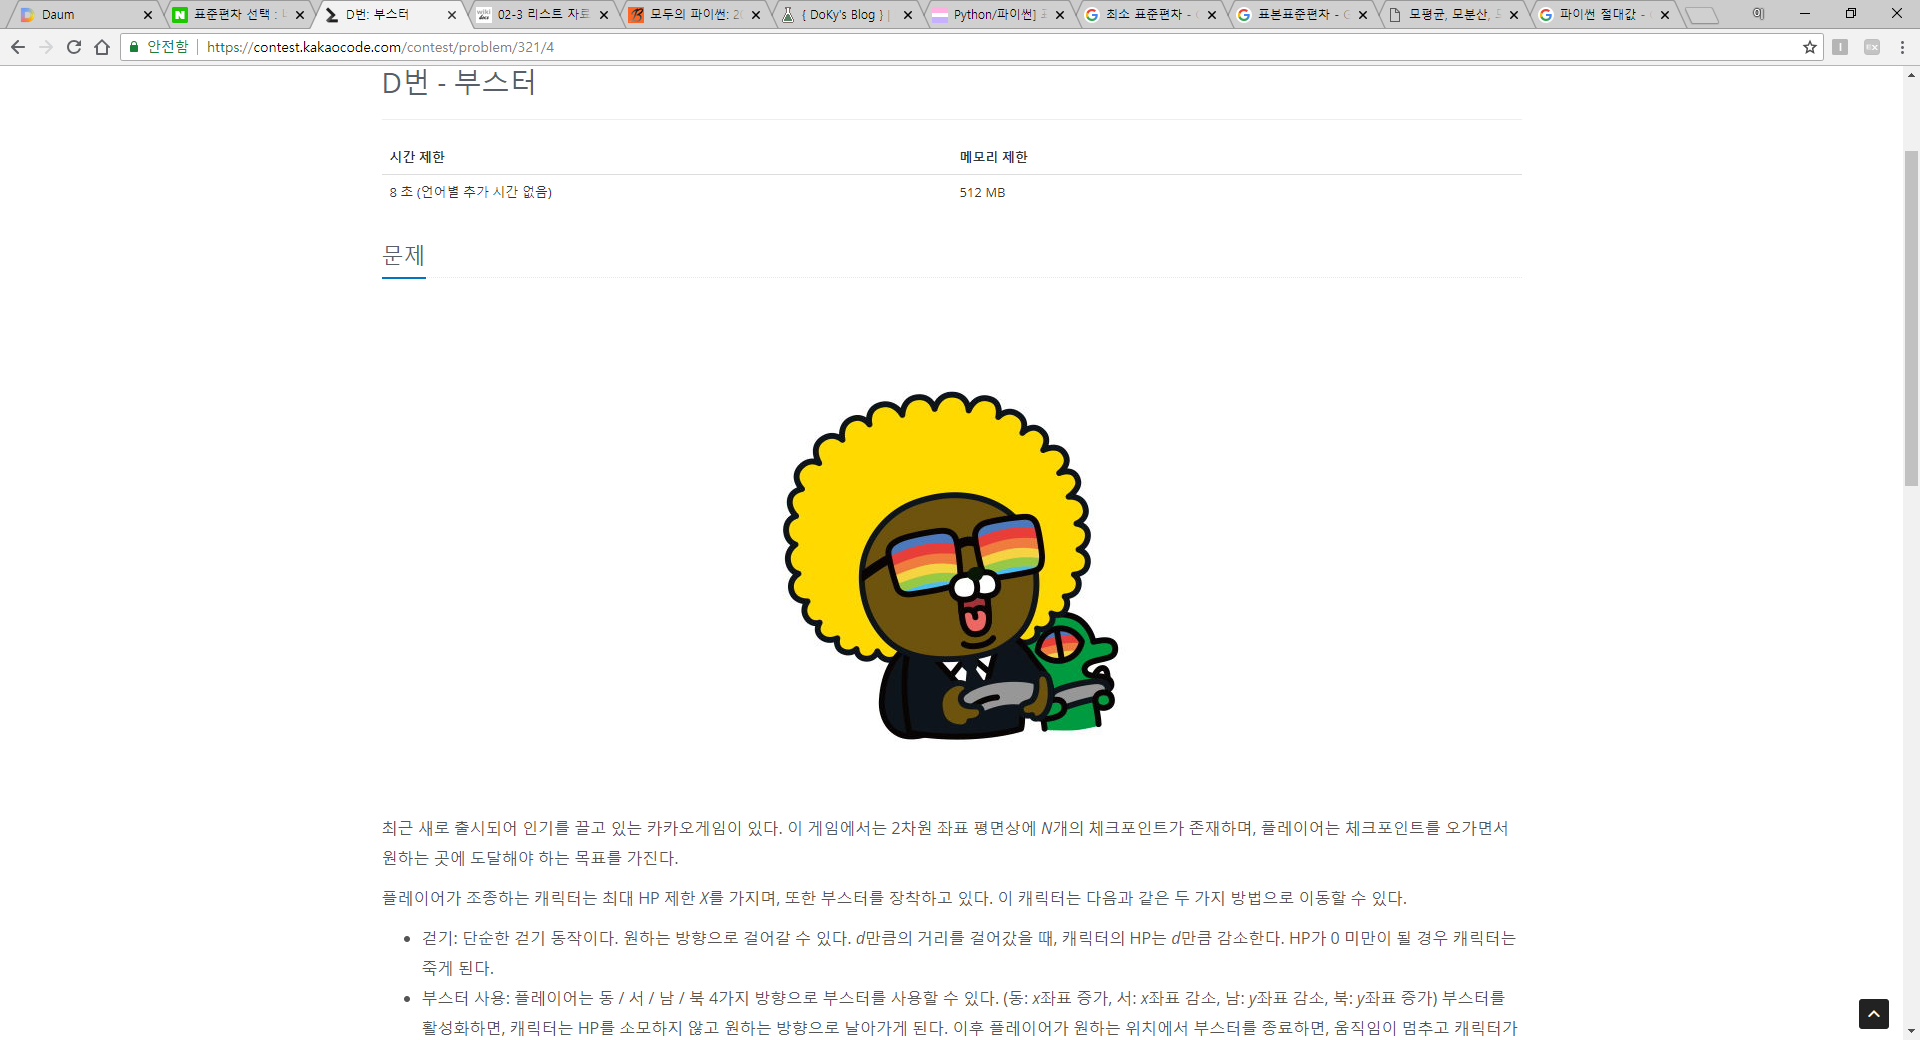 Daum
표준편차 선택 : 
D번: 부스터
02-3 리스트 자료
모두의 파이썬: 2
{ DoKy's Blog } |
Python/파이썬]
최소 표준편차 - 
표본표준편차 - 
모평균, 모분산,
파이썬 절대값 - 
안전함 | https://contest.kakaocode.com/contest/problem/321/4
D번 - 부스터
시간 제한 메모리 제한
8 초 (언어별 추가 시간 없음) 512 MB
문제
최근 새로 출시되어 인기를 끌고 있는 카카오게임이 있다. 이 게임에서는 2차원 좌표 평면상에 N개의 체크포인트가 존재하며, 플레이어는 체크포인트를 오가면서
원하는 곳에 도달해야 하는 목표를 가진다.
플레이어가 조종하는 캐릭터는 최대 HP 제한 X를 가지며, 또한 부스터를 장착하고 있다. 이 캐릭터는 다음과 같은 두 가지 방법으로 이동할 수 있다.
• 걷기: 단순한 걷기 동작이다. 원하는 방향으로 걸어갈 수 있다. d만큼의 거리를 걸어갔을 때, 캐릭터의 HP는 d만큼 감소한다. HP가 0 미만이 될 경우 캐릭터는
죽게 된다.
• 부스터 사용: 플레이어는 동 / 서 / 남 / 북 4가지 방향으로 부스터를 사용할 수 있다. (동: x좌표 증가, 서: x좌표 감소, 남: y좌표 감소, 북: y좌표 증가) 부스터를
활성화하면, 캐릭터는 HP를 소모하지 않고 원하는 방향으로 날아가게 된다. 이후 플레이어가 원하는 위치에서 부스터를 종료하면, 움직임이 멈추고 캐릭터가